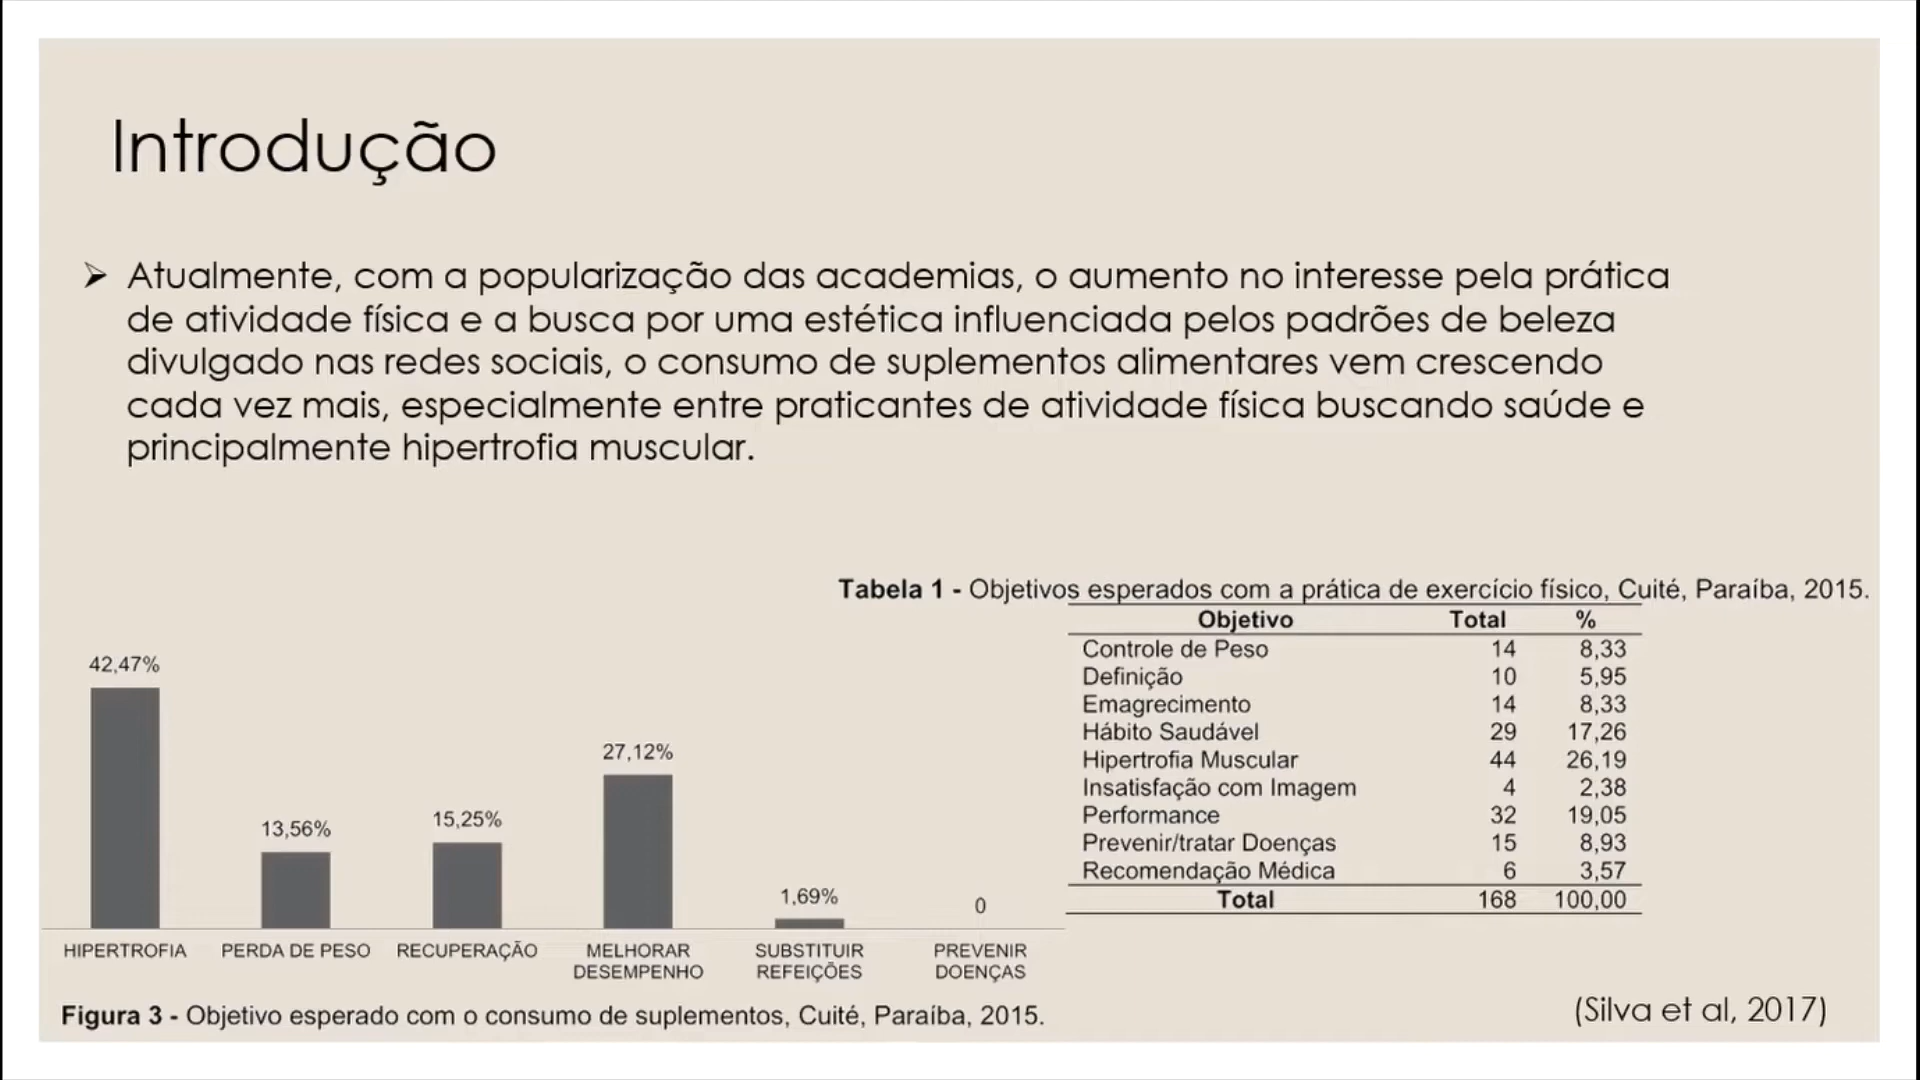 Introdução
➢ Atualmente, com a popularização das academias, o aumento no interesse pela prática
de atividade física e a busca por uma estética influenciada pelos padrões de beleza
divulgado nas redes sociais, o consumo de suplementos alimentares vem crescendo
cada vez mais, especialmente entre praticantes de atividade física buscando saúde e
principalmente hipertrofia muscular.
42,47%
13,56%
15,25%
27,12%
1,69%
0
HIPERTROFIA
PERDA DE PESO
RECUPERAÇÃO
MELHORAR
DESEMPENHO
SUBSTITUIR
REFEIÇÕES
PREVENIR
DOENÇAS
Figura 3 - Objetivo esperado com o consumo de suplementos, Cuité, Paraíba, 2015.
Tabela 1 - Objetivos esperados com a prática de exercício físico, Cuité, Paraíba, 2015.
Objetivo Total %
Controle de Peso 14 8,33
Definição 10 5,95
Emagrecimento 14 8,33
Hábito Saudável 29 17,26
Hipertrofia Muscular 44 26,19
Insatisfação com Imagem 4 2,38
Performance 32 19,05
Prevenir/tratar Doenças 15 8,93
Recomendação Médica 6 3,57
Total 168 100,00
(Silva et al, 2017)